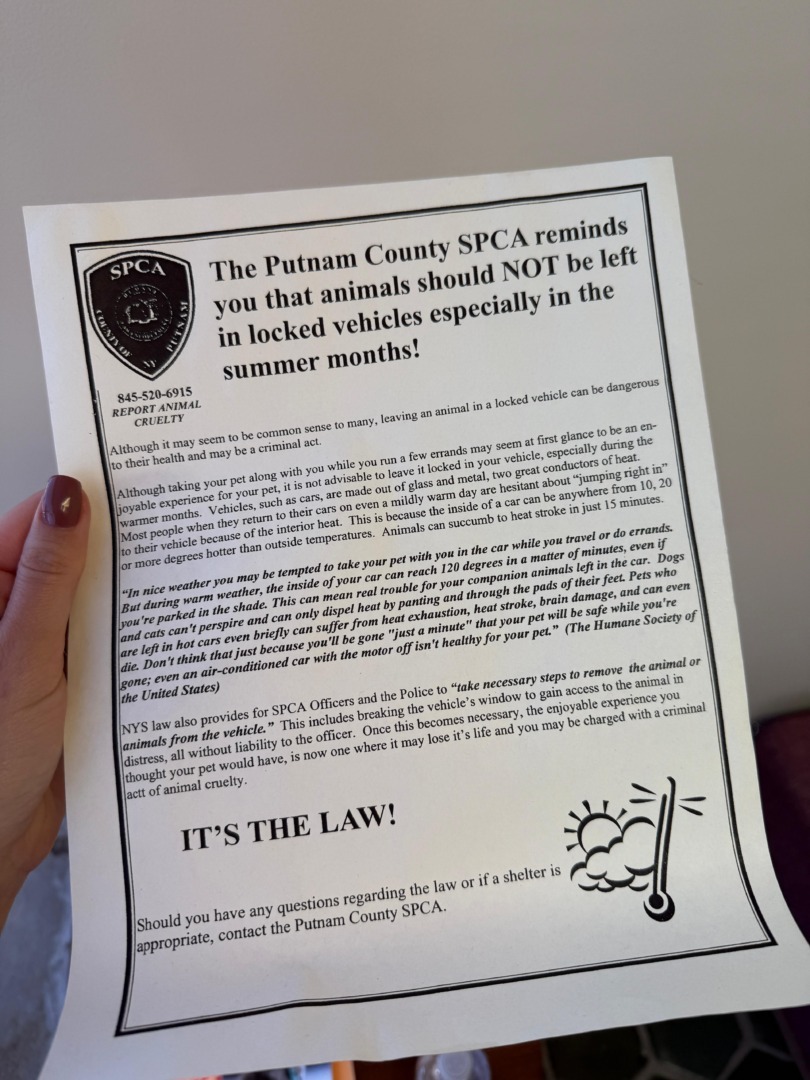 SPCA
COUNTY OF
NY
PUTNAM
845-520-6915
REPORT ANIMAL
CRUELTY
The Putnam County SPCA reminds
you that animals should NOT be left
in locked vehicles especially in the
summer months!
Although it may seem to be common sense to many, leaving an animal in a locked vehicle can be dangerous
to their health and may be a criminal act.
Although taking your pet along with you while you run a few errands may seem at first glance to be an en-
joyable experience for your pet, it is not advisable to leave it locked in your vehicle, especially during the
warmer months. Vehicles, such as cars, are made out of glass and metal, two great conductors of heat.
Most people when they return to their cars on even a mildly warm day are hesitant about “jumping right in”
to their vehicle because of the interior heat. This is because the inside of a car can be anywhere from 10, 20
or more degrees hotter than outside temperatures. Animals can succumb to heat stroke in just 15 minutes.
“In nice weather you may be tempted to take your pet with you in the car while you travel or do errands.
But during warm weather, the inside of your car can reach 120 degrees in a matter of minutes, even if
you're parked in the shade. This can mean real trouble for your companion animals left in the car. Dogs
and cats can't perspire and can only dispel heat by panting and through the pads of their feet. Pets who
are left in hot cars even briefly can suffer from heat exhaustion, heat stroke, brain damage, and can even
die. Don't think that just because you'll be gone "just a minute" that your pet will be safe while you're
gone; even an air-conditioned car with the motor off isn't healthy for your pet.” (The Humane Society of
the United States)
NYS law also provides for SPCA Officers and the Police to “take necessary steps to remove the animal or
animals from the vehicle.” This includes breaking the vehicle’s window to gain access to the animal in
distress, all without liability to the officer. Once this becomes necessary, the enjoyable experience you
thought your pet would have, is now one where it may lose it’s life and you may be charged with a criminal
actt of animal cruelty.
IT’S THE LAW!
Should you have any questions regarding the law or if a shelter is
appropriate, contact the Putnam County SPCA.